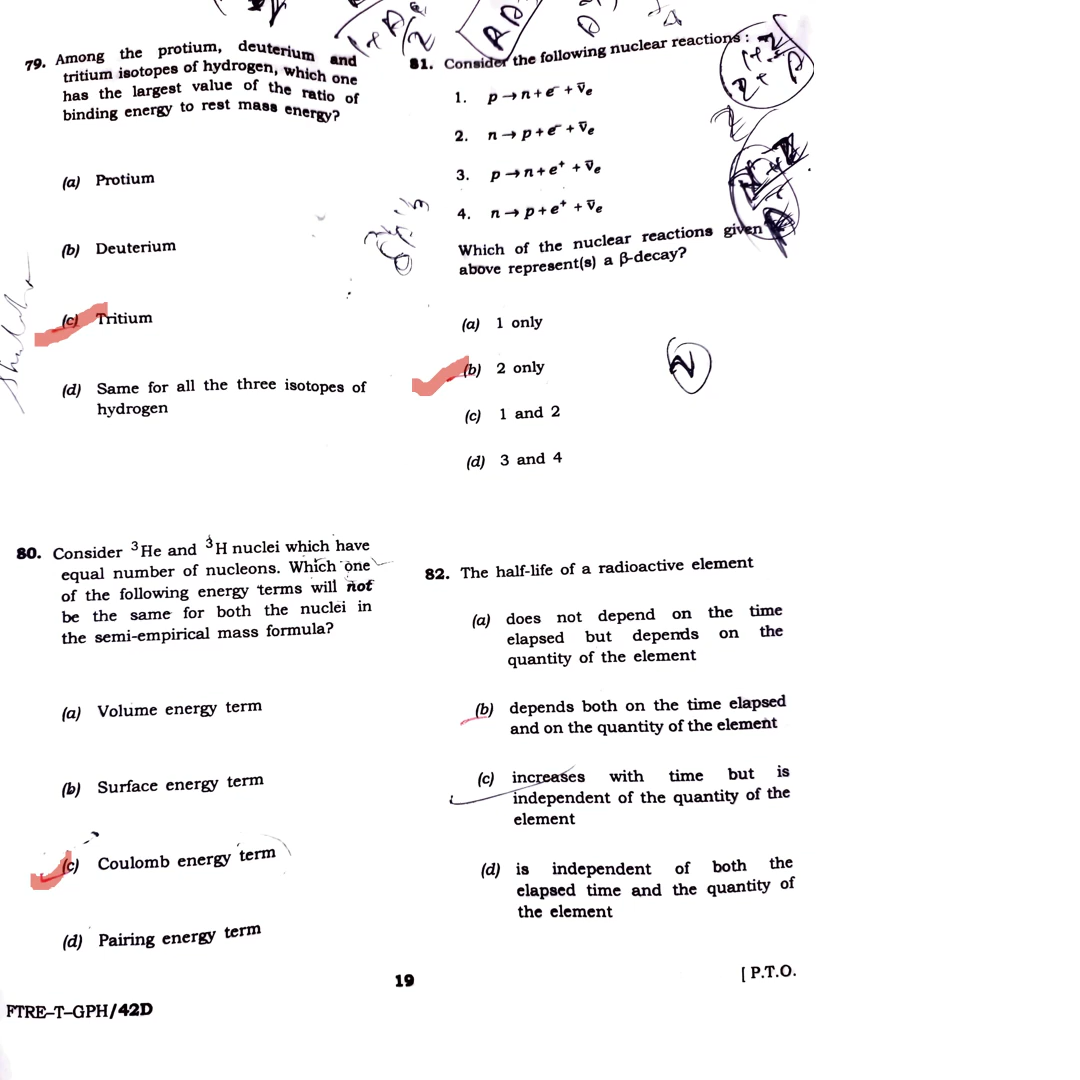 79. Among the protium, deuterium and
tritium isotopes of hydrogen, which one
has the largest value of the ratio of
binding energy to rest mass energy?
(a) Protium
(b) Deuterium
(c) Tritium
(d) Same for all the three isotopes of
hydrogen
80. Consider ³He and ³H nuclei which have
equal number of nucleons. Which one
of the following energy terms will not
be the same for both the nuclei in
the semi-empirical mass formula?
(a) Volume energy term
(b) Surface energy term
(c) Coulomb energy term
(d) Pairing energy term
81. Consider the following nuclear reactions :
1. p → n + e⁻ + ν̄e
2. n → p + e⁻ + ν̄e
3. p → n + e⁺ + ν̄e
4. n → p + e⁺ + ν̄e
Which of the nuclear reactions given
above represent(s) a β-decay?
(a) 1 only
(b) 2 only
(c) 1 and 2
(d) 3 and 4
82. The half-life of a radioactive element
(a) does not depend on the time
elapsed but depends on the
quantity of the element
(b) depends both on the time elapsed
and on the quantity of the element
(c) increases with time but is
independent of the quantity of the
element
(d) is independent of both the
elapsed time and the quantity of
the element
19
[ P.T.O.
FTRE–T–GPH/42D